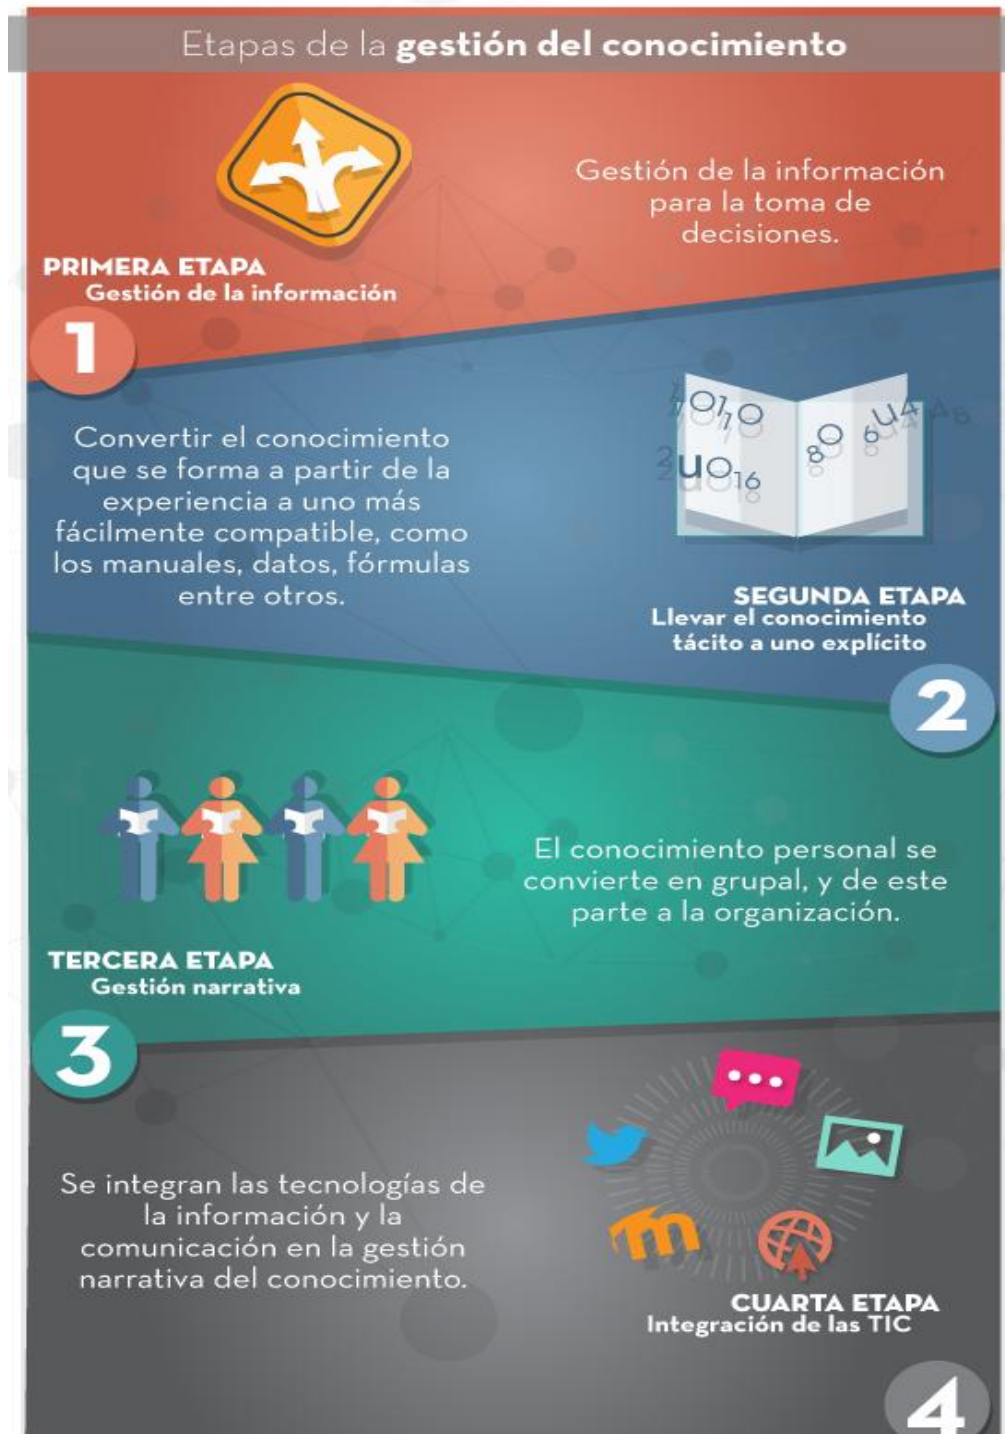 Etapas de la gestión del conocimiento
Gestión de la información
para la toma de
decisiones.
PRIMERA ETAPA
Gestión de la información
1
Convertir el conocimiento
que se forma a partir de la
experiencia a uno más
fácilmente compatible, como
los manuales, datos, fórmulas
entre otros.
SEGUNDA ETAPA
Llevar el conocimiento
tácito a uno explícito
2
El conocimiento personal se
convierte en grupal, y de este
parte a la organización.
TERCERA ETAPA
Gestión narrativa
3
Se integran las tecnologías de
la información y la
comunicación en la gestión
narrativa del conocimiento.
CUARTA ETAPA
Integración de las TIC
4